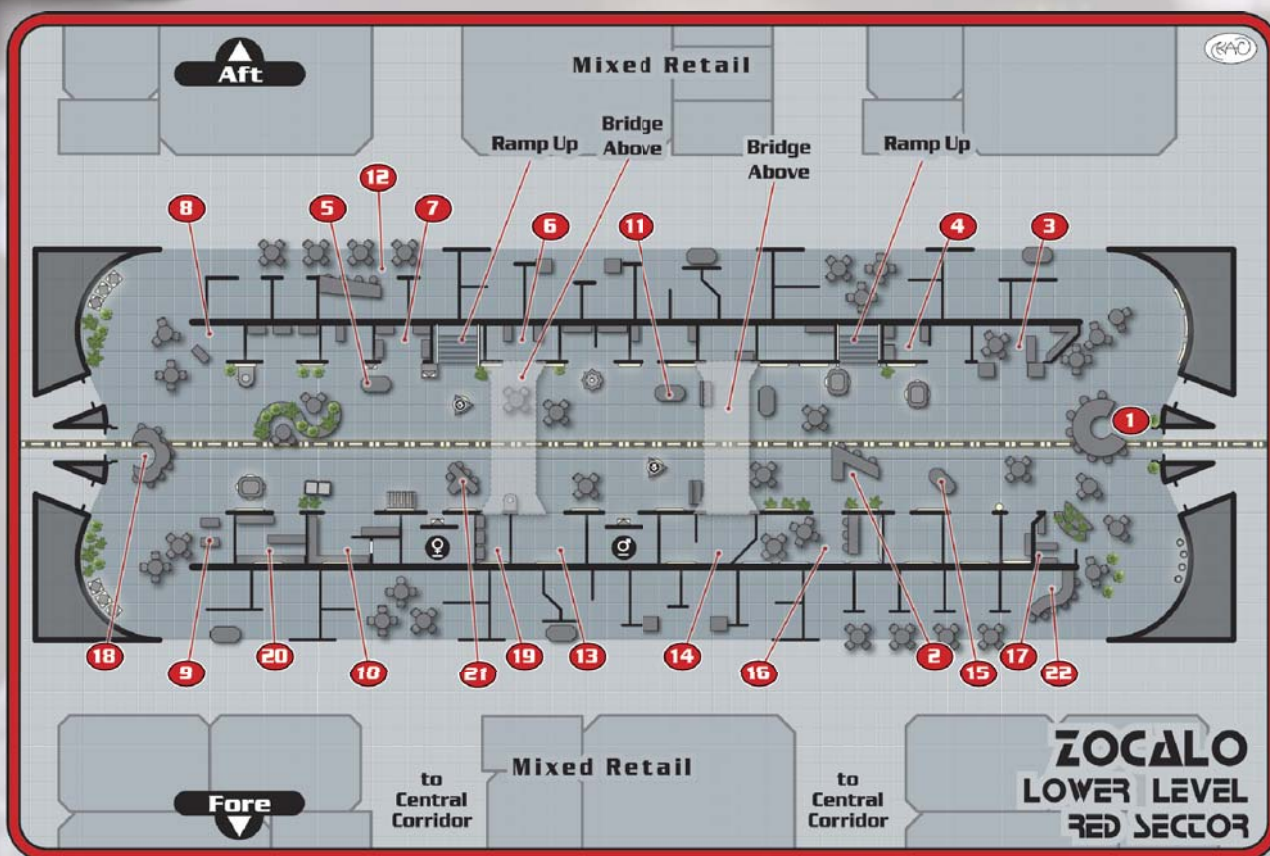 KAC
Aft
Mixed Retail
Ramp Up
Bridge
Above
Bridge
Above
Ramp Up
12
8
5
7
6
11
4
3
1
18
9
20
10
21
19
13
14
16
2
15
17
22
Mixed Retail
to
Central
Corridor
to
Central
Corridor
Fore
ZOCALO
LOWER LEVEL
RED SECTOR